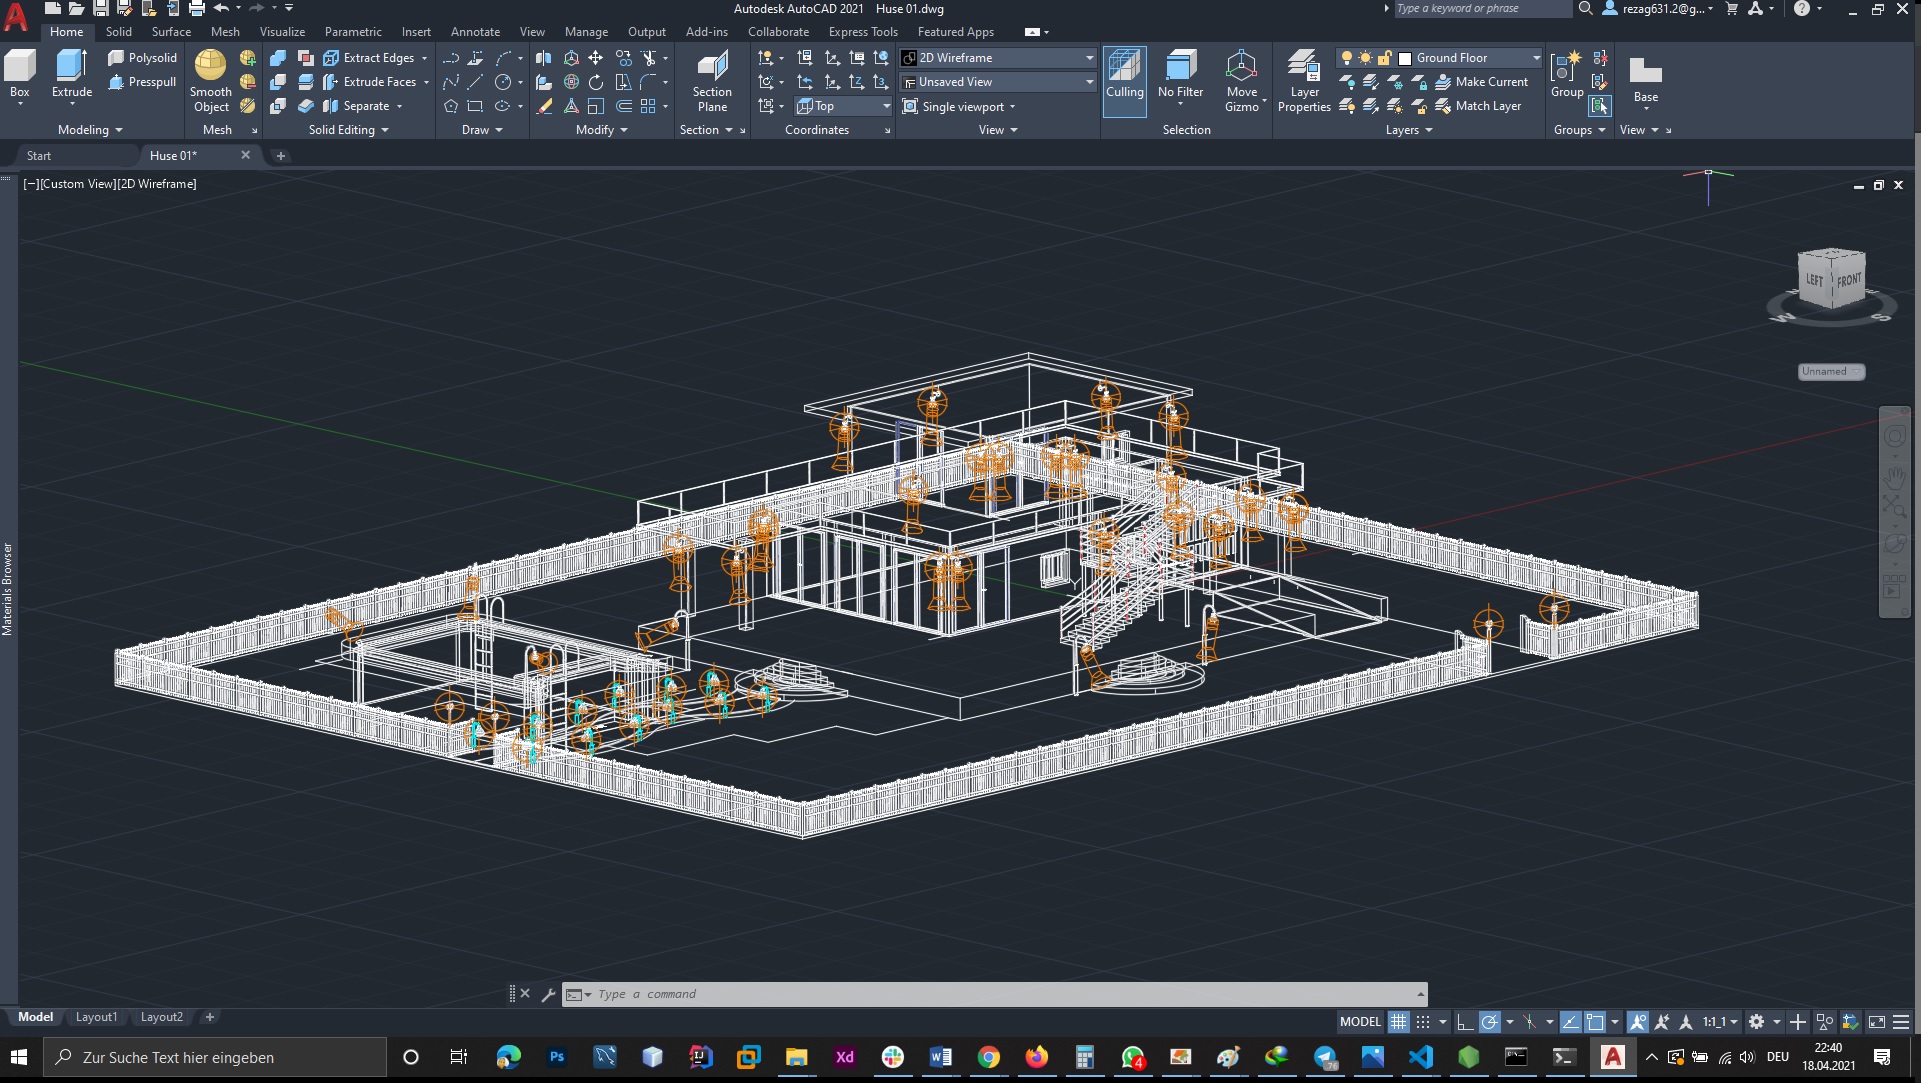 Autodesk AutoCAD 2021 Huse 01.dwg
Type a keyword or phrase
rezag631.2@g...
Home Solid Surface Mesh Visualize Parametric Insert Annotate View Manage Output Add-ins Collaborate Express Tools Featured Apps
Box
Extrude
Polysolid
Presspull
Modeling
Smooth
Object
Mesh
Extract Edges
Extrude Faces
Separate
Solid Editing
Draw
Modify
Section
Plane
Section
Top
Coordinates
2D Wireframe
Unsaved View
Single viewport
View
Culling
No Filter
Move
Gizmo
Selection
Layer
Properties
Ground Floor
Make Current
Match Layer
Layers
Group
Groups
Base
View
Start
Huse 01*
[−][Custom View][2D Wireframe]
LEFT
FRONT
W
S
Unnamed
Materials Browser
Type a command
Model
Layout1
Layout2
MODEL
1:1_1
Zur Suche Text hier eingeben
Ps
Xd
4
76
DEU
22:40
18.04.2021